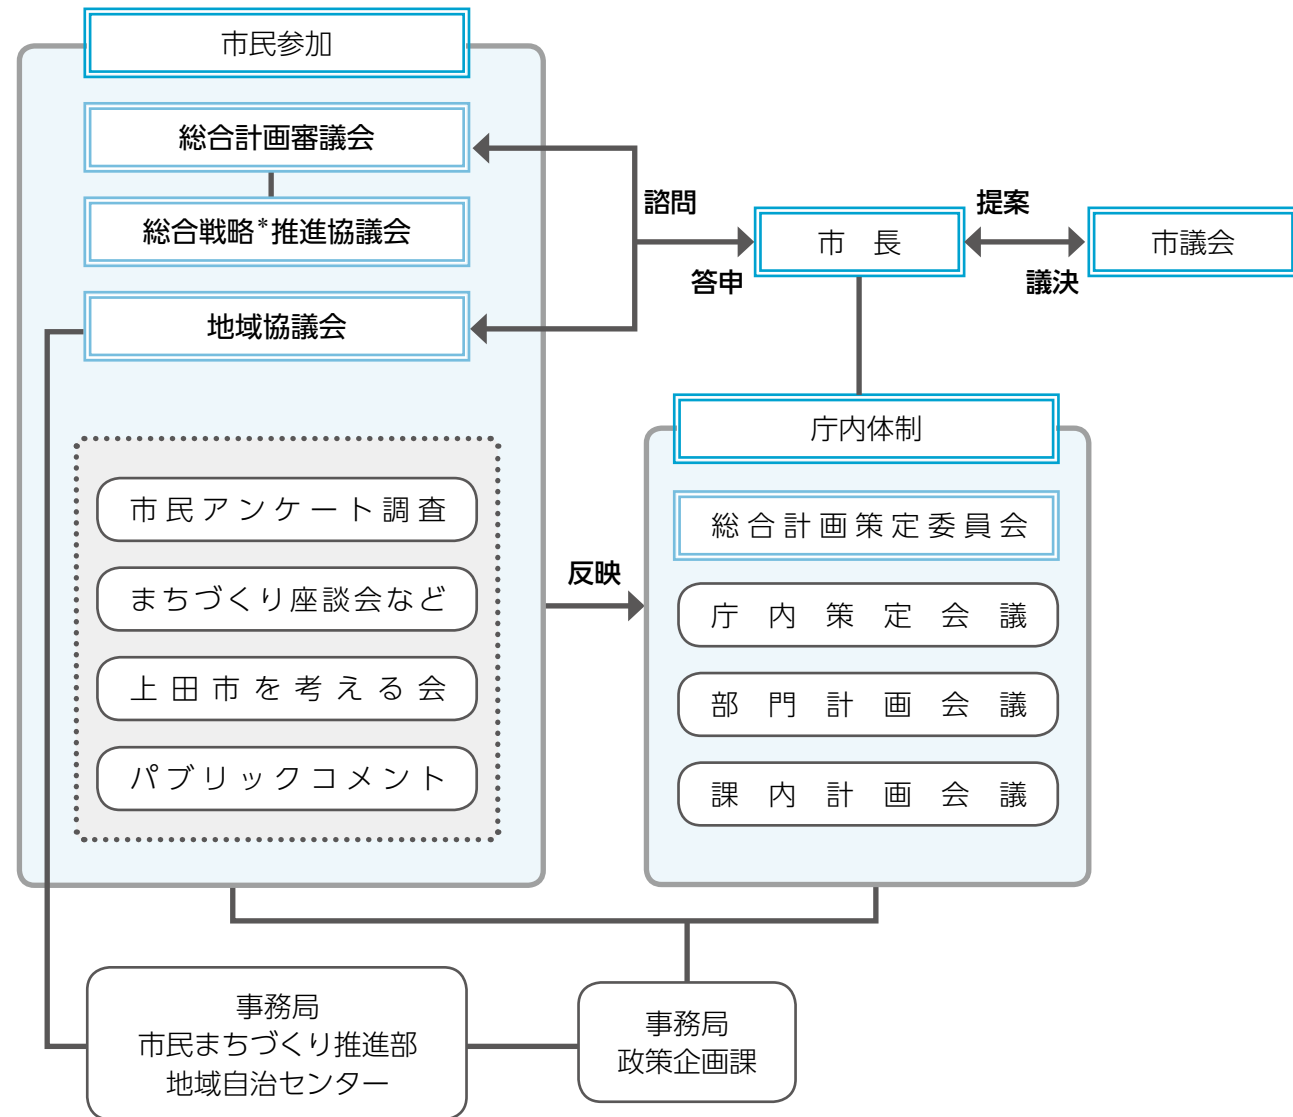 市民参加
総合計画審議会
総合戦略*推進協議会
地域協議会
諮問
答申
市 長
提案
議決
市議会
市民アンケート調査
まちづくり座談会など
上田市を考える会
パブリックコメント
反映
庁内体制
総合計画策定委員会
庁内策定会議
部門計画会議
課内計画会議
事務局
市民まちづくり推進部
地域自治センター
事務局
政策企画課